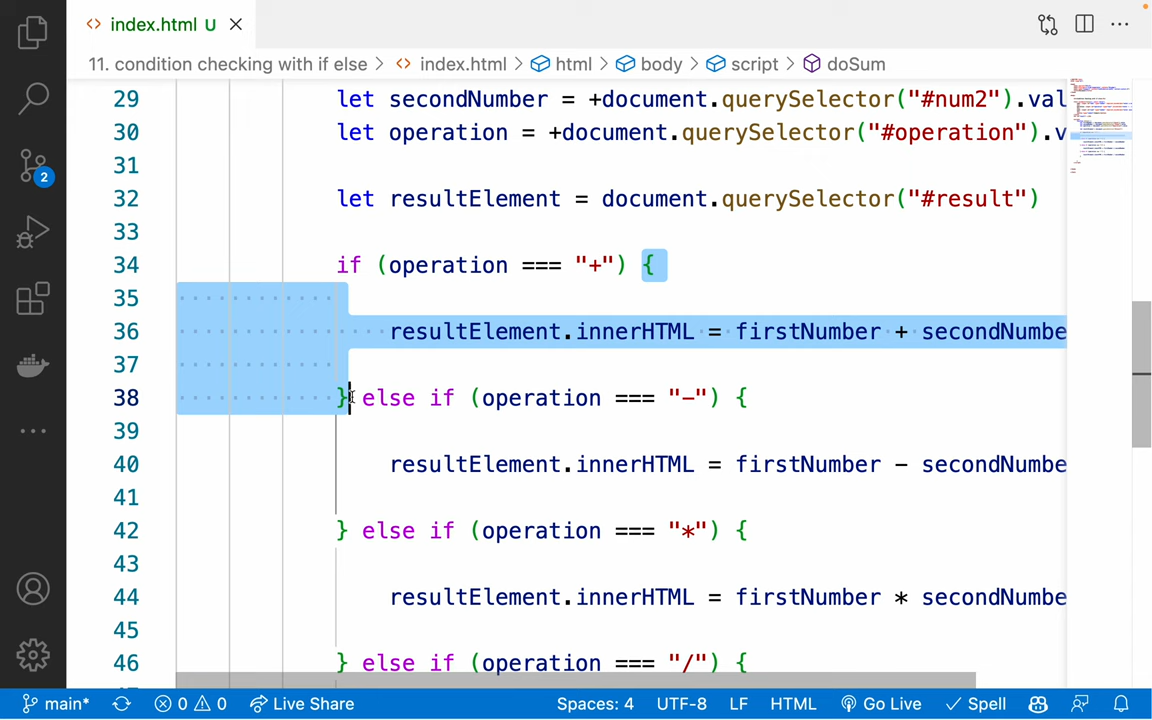 index.html U
11. condition checking with if else > index.html > html > body > script > doSum
29 let secondNumber = +document.querySelector("#num2").val
30 let operation = +document.querySelector("#operation").v
31
32 let resultElement = document.querySelector("#result")
33
34 if (operation === "+") {
35
36 resultElement.innerHTML = firstNumber + secondNumbe
37
38 } else if (operation === "-") {
39
40 resultElement.innerHTML = firstNumber - secondNumbe
41
42 } else if (operation === "*") {
43
44 resultElement.innerHTML = firstNumber * secondNumbe
45
46 } else if (operation === "/") {
2
main* 0 0 Live Share Spaces: 4 UTF-8 LF HTML Go Live Spell